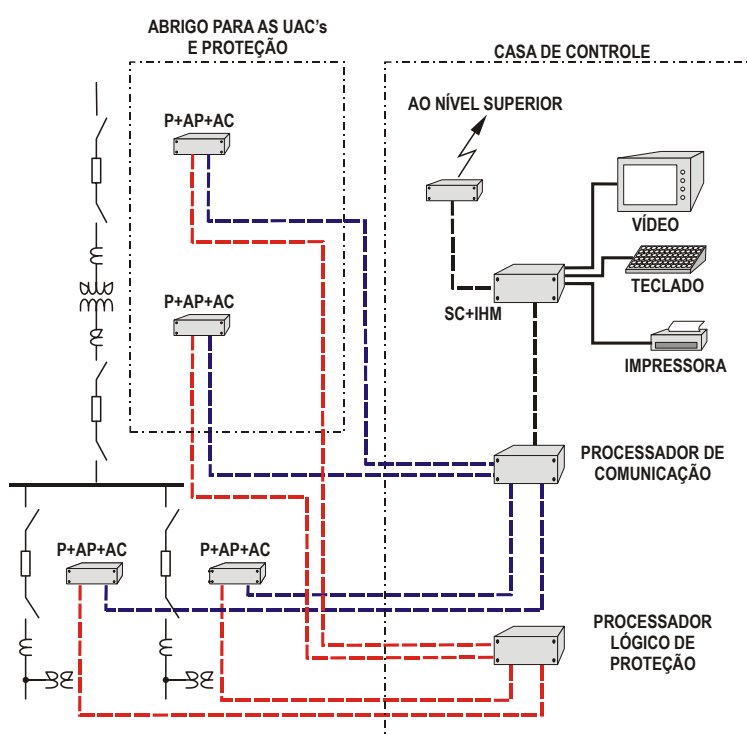 ABRIGO PARA AS UAC's
E PROTEÇÃO
CASA DE CONTROLE
AO NÍVEL SUPERIOR
P+AP+AC
VÍDEO
TECLADO
SC+IHM
P+AP+AC
IMPRESSORA
PROCESSADOR DE
COMUNICAÇÃO
P+AP+AC
P+AP+AC
PROCESSADOR
LÓGICO DE
PROTEÇÃO